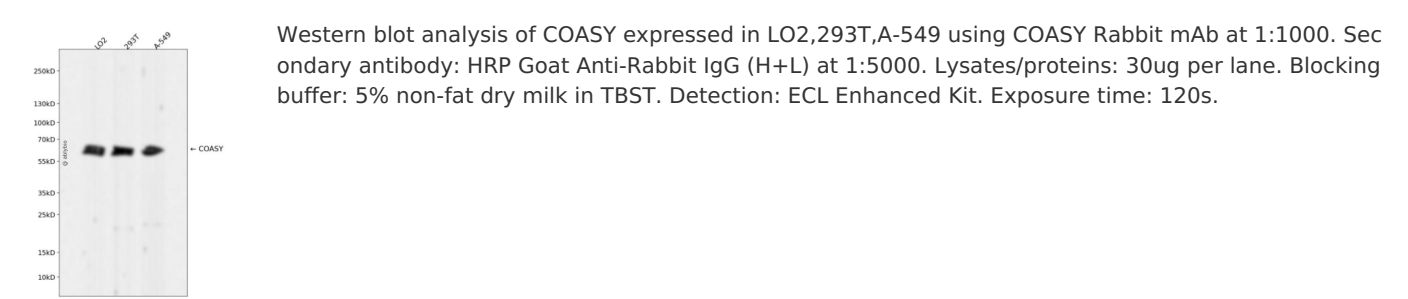 LO2 293T A-549
250kD
130kD
100kD
70kD
← COASY
55kD
@ abbylbio
35kD
25kD
15kD
10kD
Western blot analysis of COASY expressed in LO2,293T,A-549 using COASY Rabbit mAb at 1:1000. Sec
ondary antibody: HRP Goat Anti-Rabbit IgG (H+L) at 1:5000. Lysates/proteins: 30ug per lane. Blocking
buffer: 5% non-fat dry milk in TBST. Detection: ECL Enhanced Kit. Exposure time: 120s.